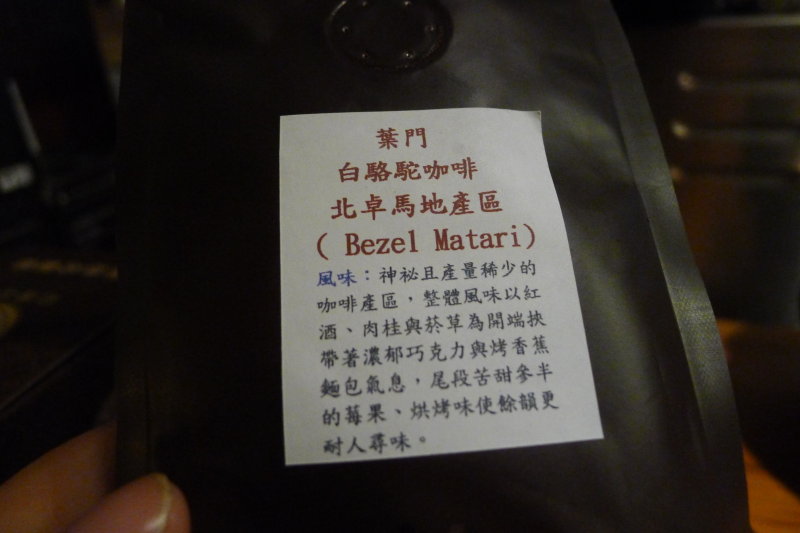 葉門
白駱駝咖啡
北卓馬地產區
( Bezel Matari)
風味：神祕且產量稀少的
咖啡產區，整體風味以紅
酒、肉桂與菸草為開端挾
帶著濃郁巧克力與烤香蕉
麵包氣息，尾段苦甜參半
的莓果、烘烤味使餘韻更
耐人尋味。